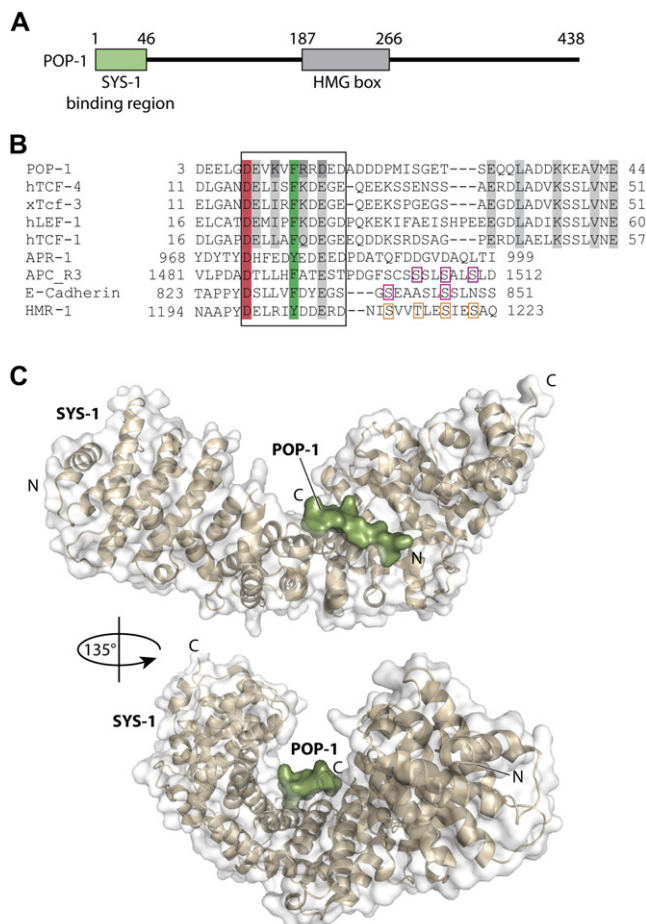 A
1 46 187 266 438
POP-1
SYS-1
binding region
HMG box
B
POP-1 3 DEELGDEVKVFRRDEDADDDPMISGET---SEQQLADDKKEAVME 44
hTCF-4 11 DLGANDELISFKDEGE-QEEKSSENSS---AERDLADVKSSLVNE 51
xTcf-3 11 ELGANDELIRFKDEGE-QEEKSSENSS---AERDLADVKSSLVNE 51
hLEF-1 16 ELCATDEMIPFKDEGDPQKEKIFAEISHPEEEGDLADIKSSLVNE 60
hTCF-1 16 DLGAPDELLAFQDEGEEQDDKSRDSAG---PERDLAELKSSLVNE 57
APR-1 968 YDYTYDHFEDYEDEEDPDATQFDDGVDAQLTI 999
APC_R3 1481 VLPDADTLLHFATESTPDGFSCSSSLSALSLD 1512
E-Cadherin 823 TAPPYDSLLVFDYEGS---GSEAASLSSLNSS 851
HMR-1 1194 NAAPYDELRIYDDERD--NISVVTLESIESAQ 1223
C
C
SYS-1
POP-1
N
C
N
135°
C
SYS-1
POP-1
C
N